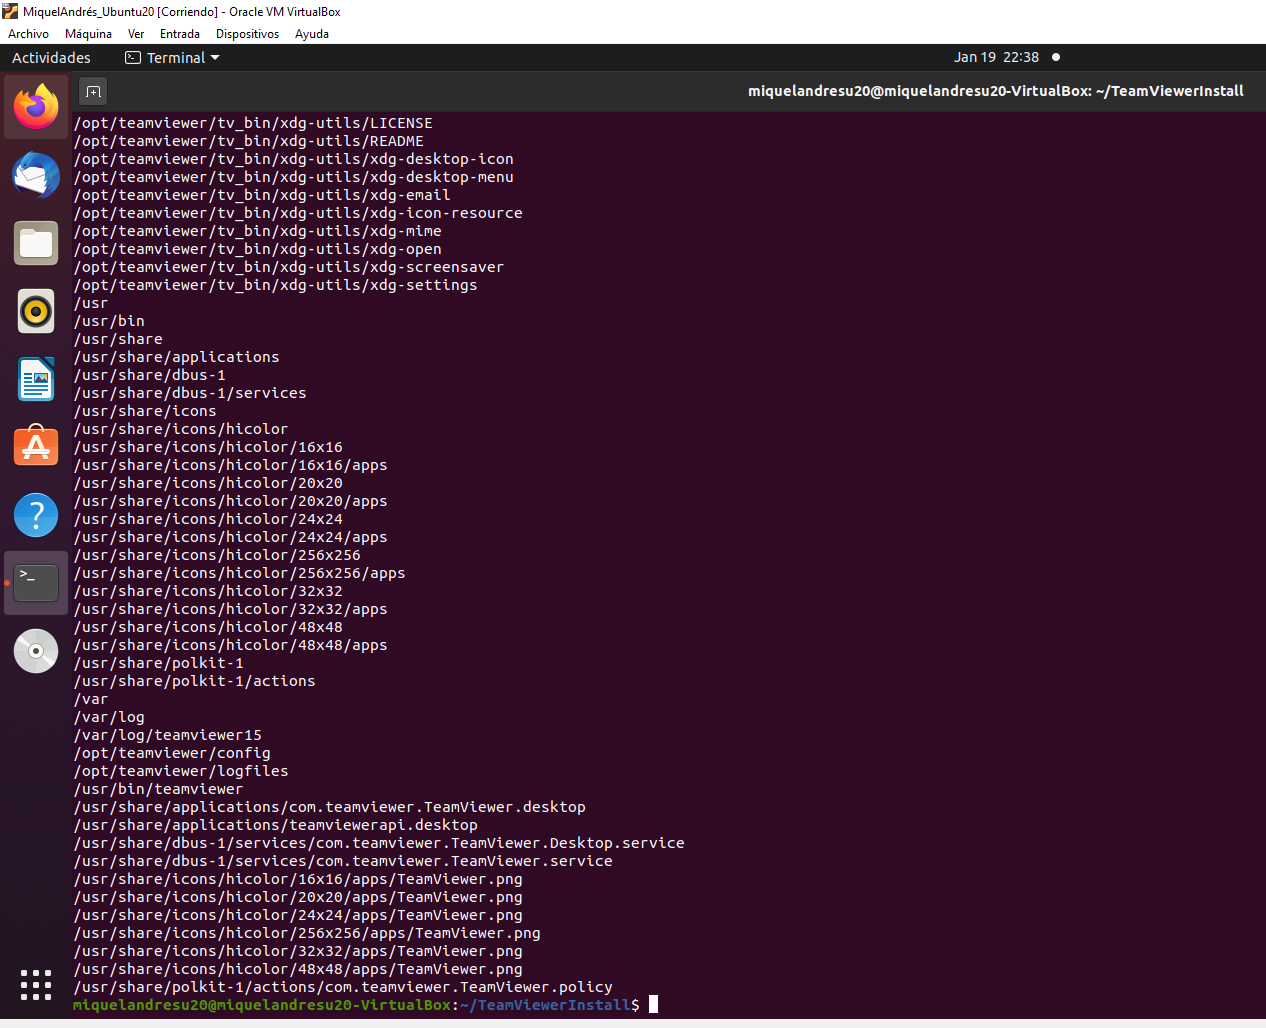 MiquelAndrés_Ubuntu20 [Corriendo] - Oracle VM VirtualBox
Archivo Máquina Ver Entrada Dispositivos Ayuda
Actividades Terminal Jan 19 22:38
miquelandresu20@miquelandresu20-VirtualBox: ~/TeamViewerInstall
/opt/teamviewer/tv_bin/xdg-utils/LICENSE
/opt/teamviewer/tv_bin/xdg-utils/README
/opt/teamviewer/tv_bin/xdg-utils/xdg-desktop-icon
/opt/teamviewer/tv_bin/xdg-utils/xdg-desktop-menu
/opt/teamviewer/tv_bin/xdg-utils/xdg-email
/opt/teamviewer/tv_bin/xdg-utils/xdg-icon-resource
/opt/teamviewer/tv_bin/xdg-utils/xdg-mime
/opt/teamviewer/tv_bin/xdg-utils/xdg-open
/opt/teamviewer/tv_bin/xdg-utils/xdg-screensaver
/opt/teamviewer/tv_bin/xdg-utils/xdg-settings
/usr
/usr/bin
/usr/share
/usr/share/applications
/usr/share/dbus-1
/usr/share/dbus-1/services
/usr/share/icons
/usr/share/icons/hicolor
/usr/share/icons/hicolor/16x16
/usr/share/icons/hicolor/16x16/apps
/usr/share/icons/hicolor/20x20
/usr/share/icons/hicolor/20x20/apps
/usr/share/icons/hicolor/24x24
/usr/share/icons/hicolor/24x24/apps
/usr/share/icons/hicolor/256x256
/usr/share/icons/hicolor/256x256/apps
/usr/share/icons/hicolor/32x32
/usr/share/icons/hicolor/32x32/apps
/usr/share/icons/hicolor/48x48
/usr/share/icons/hicolor/48x48/apps
/usr/share/polkit-1
/usr/share/polkit-1/actions
/var
/var/log
/var/log/teamviewer15
/opt/teamviewer/config
/opt/teamviewer/logfiles
/usr/bin/teamviewer
/usr/share/applications/com.teamviewer.TeamViewer.desktop
/usr/share/applications/teamviewerapi.desktop
/usr/share/dbus-1/services/com.teamviewer.TeamViewer.Desktop.service
/usr/share/dbus-1/services/com.teamviewer.TeamViewer.service
/usr/share/icons/hicolor/16x16/apps/TeamViewer.png
/usr/share/icons/hicolor/20x20/apps/TeamViewer.png
/usr/share/icons/hicolor/24x24/apps/TeamViewer.png
/usr/share/icons/hicolor/256x256/apps/TeamViewer.png
/usr/share/icons/hicolor/32x32/apps/TeamViewer.png
/usr/share/icons/hicolor/48x48/apps/TeamViewer.png
/usr/share/polkit-1/actions/com.teamviewer.TeamViewer.policy
miquelandresu20@miquelandresu20-VirtualBox:~/TeamViewerInstall$